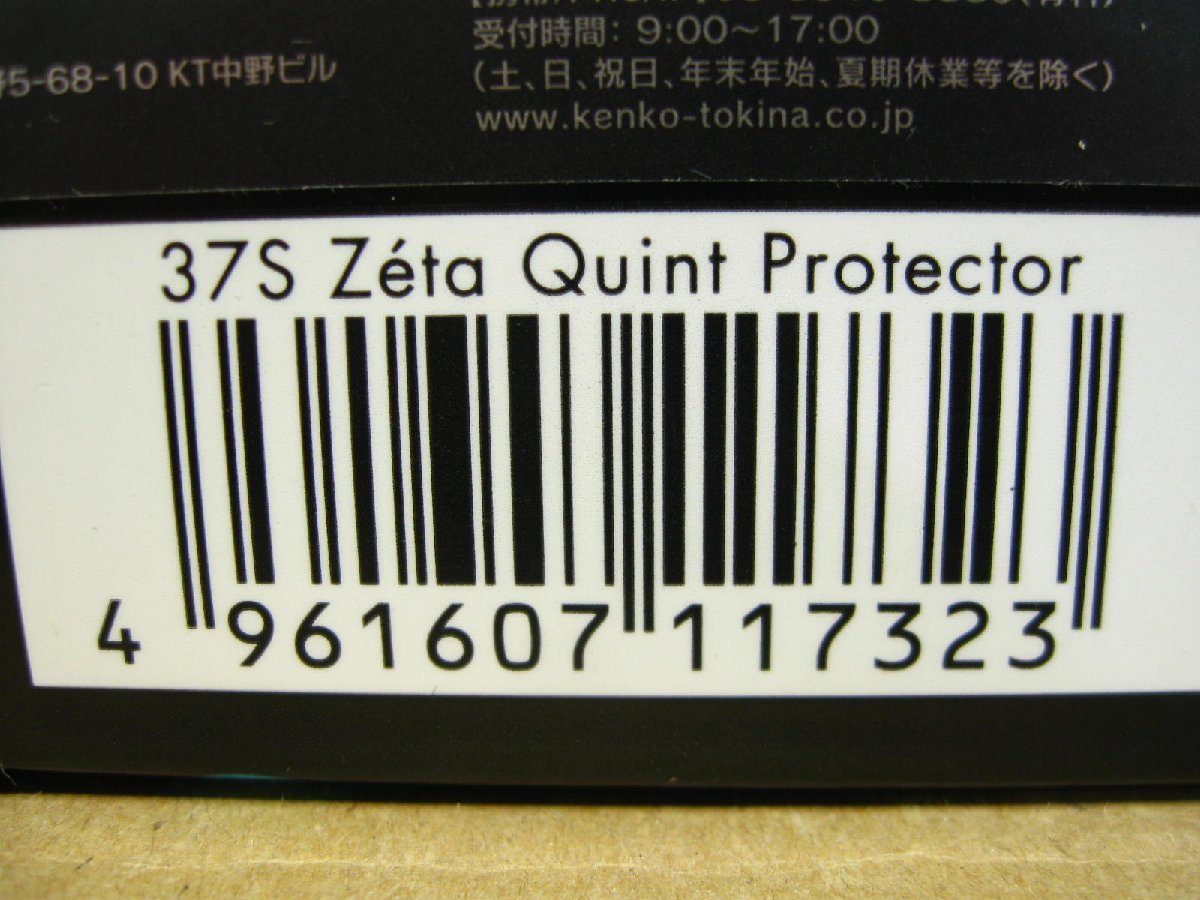 受付時間: 9:00～17:00
5-68-10 KT中野ビル
(土、日、祝日、年末年始、夏期休業等を除く)
www.kenko-tokina.co.jp
37S Zéta Quint Protector
4 961607 117323